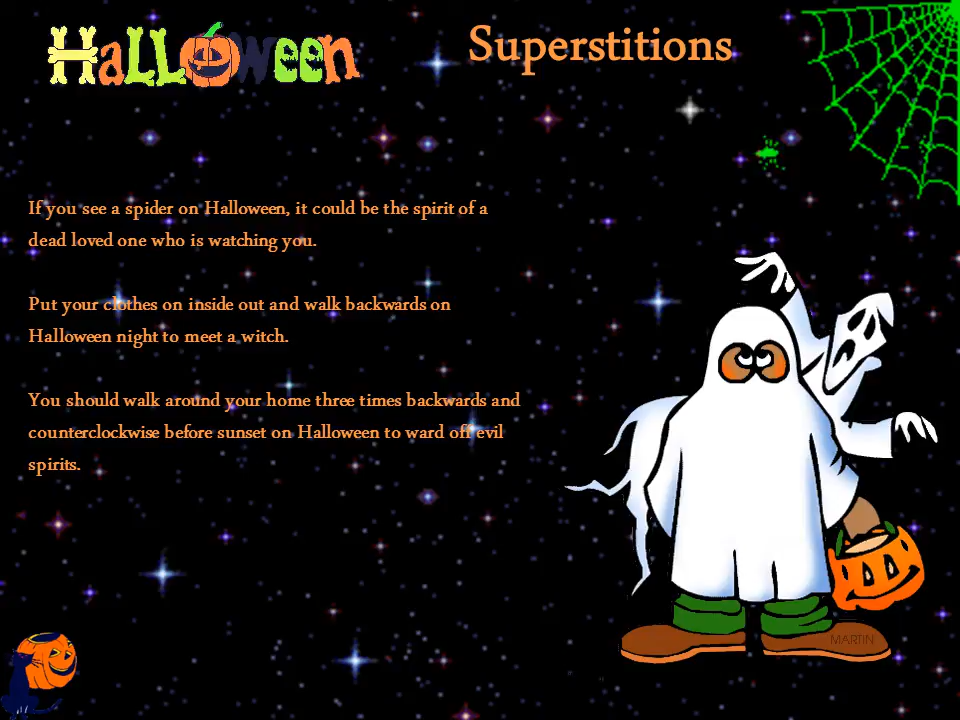 Halloween Superstitions
If you see a spider on Halloween, it could be the spirit of a
dead loved one who is watching you.
Put your clothes on inside out and walk backwards on
Halloween night to meet a witch.
You should walk around your home three times backwards and
counterclockwise before sunset on Halloween to ward off evil
spirits.
MARTIN